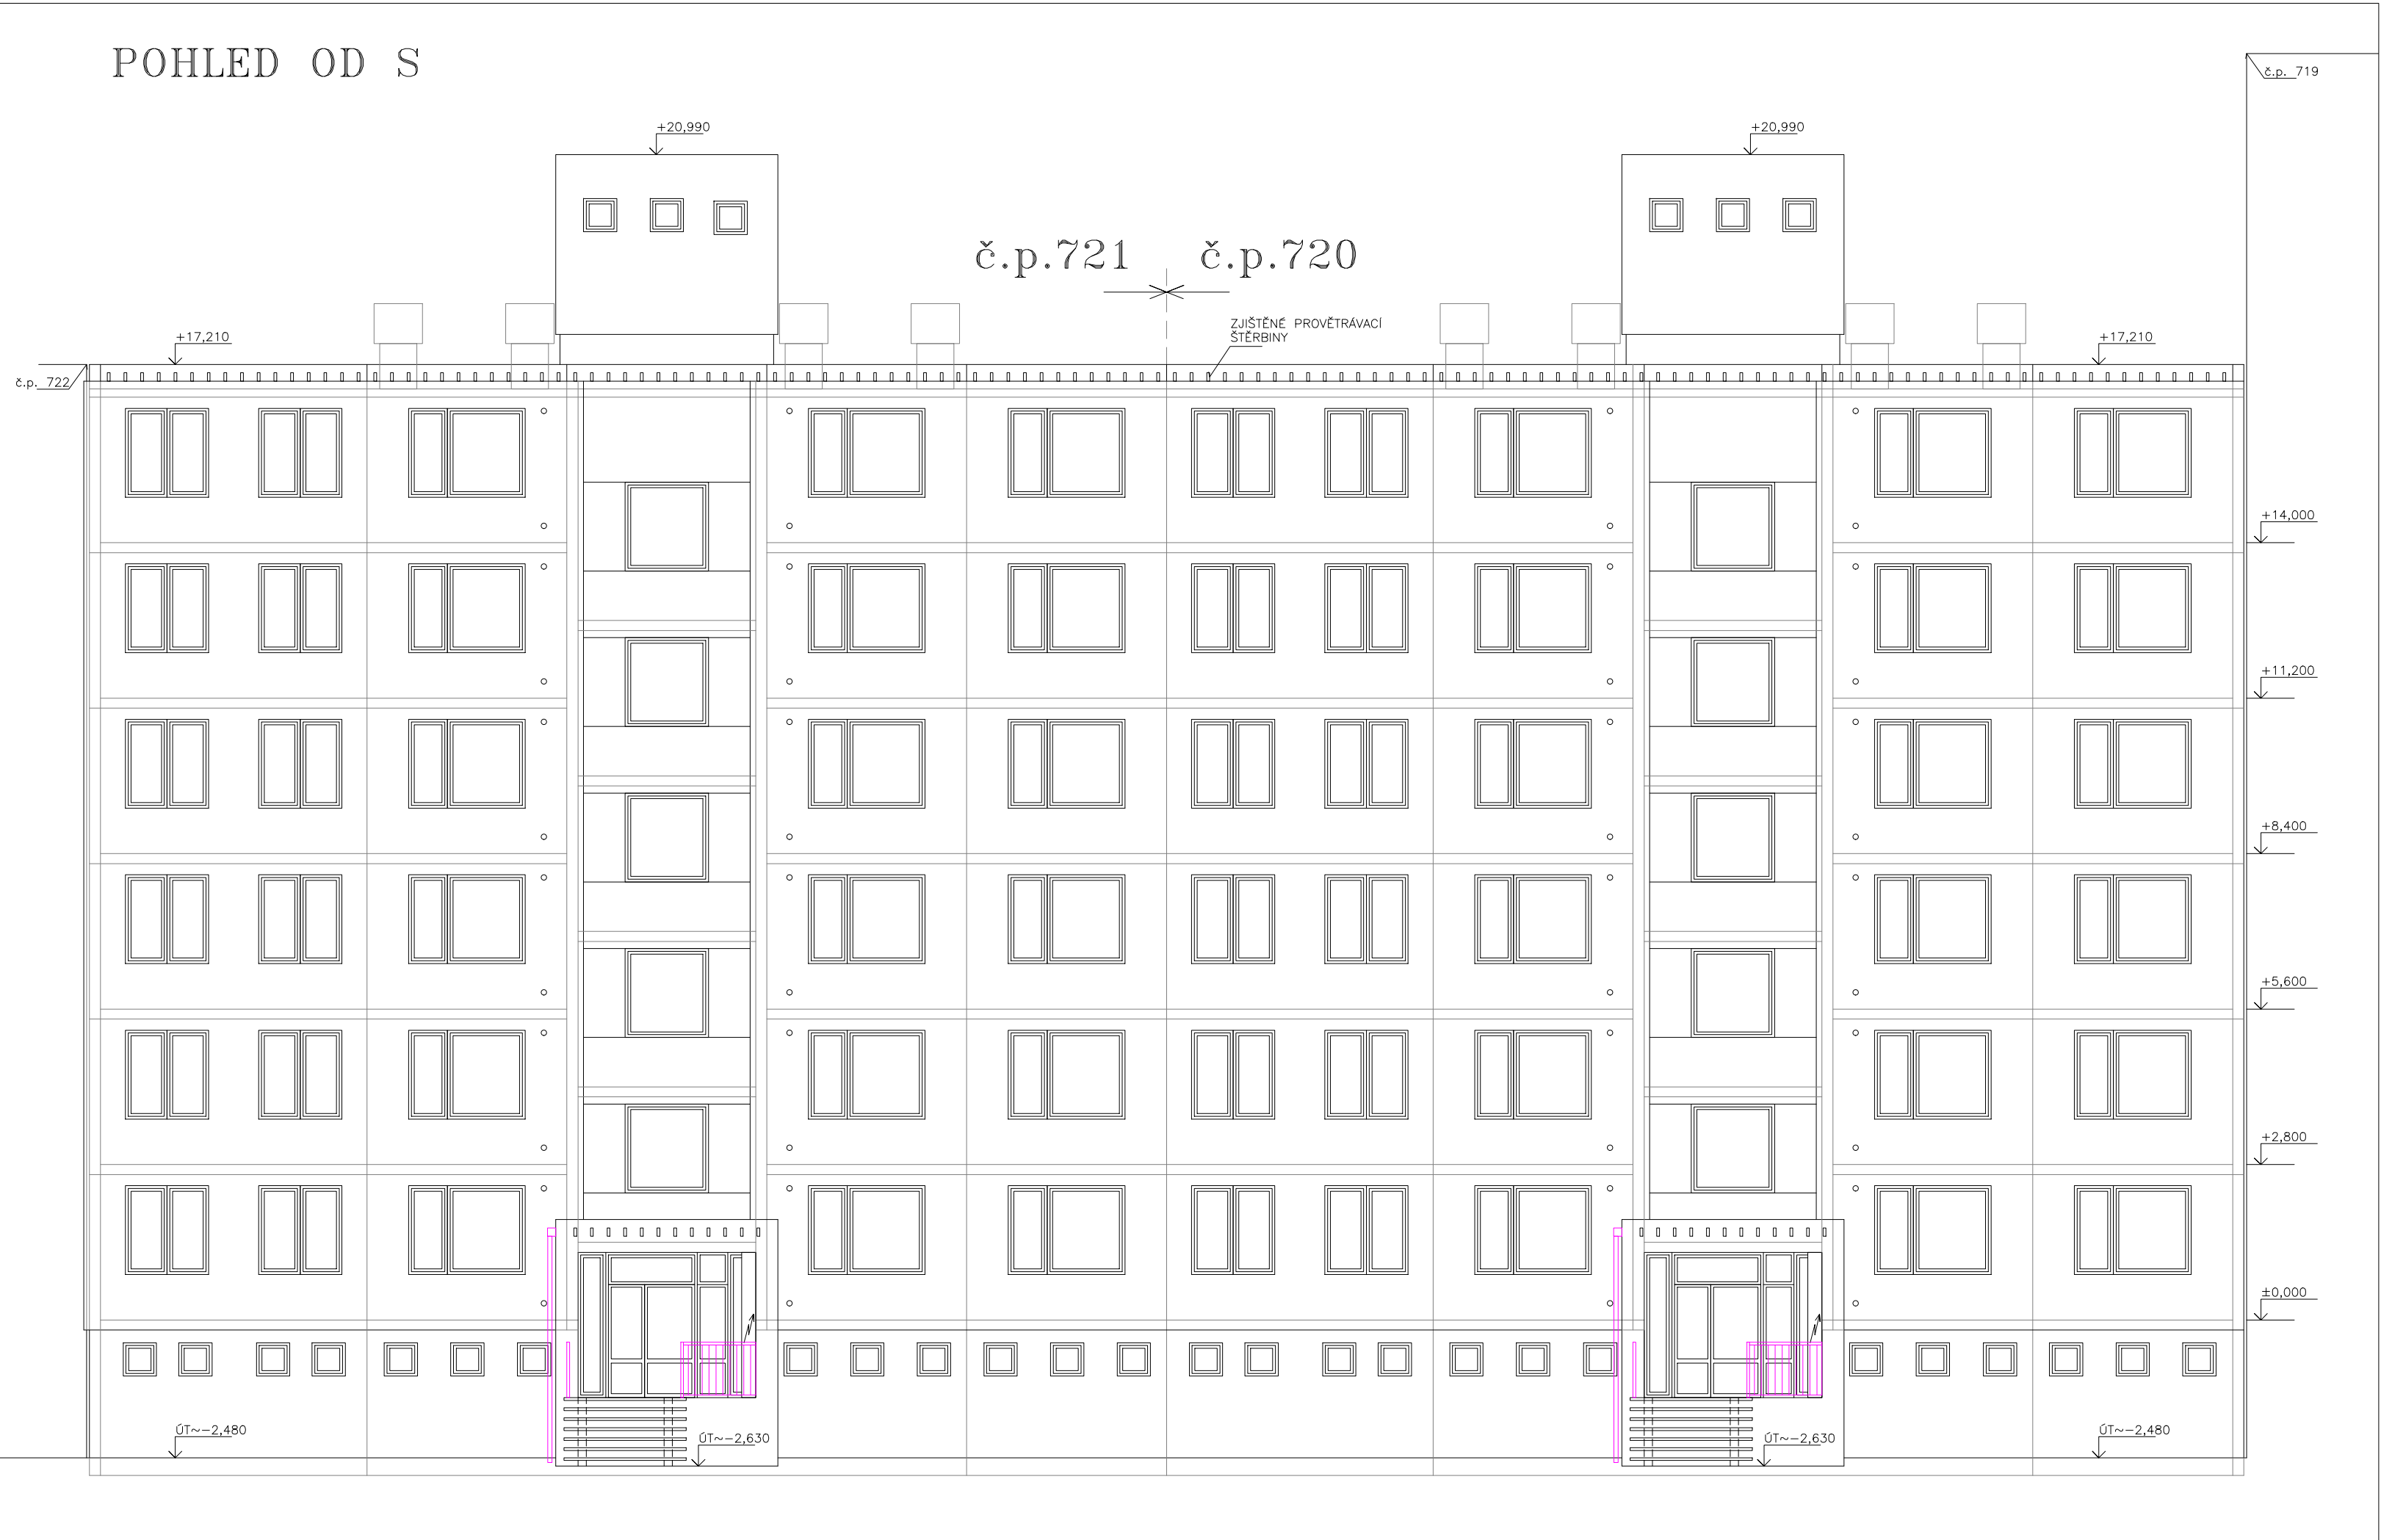 POHLED OD S
č.p. 719
+20,990
+20,990
č.p.721
č.p.720
ZJIŠTĚNÉ PROVĚTRÁVACÍ
ŠTĚRBINY
+17,210
+17,210
č.p. 722
+14,000
+11,200
+8,400
+5,600
+2,800
±0,000
ÚT~−2,480
ÚT~−2,630
ÚT~−2,630
ÚT~−2,480